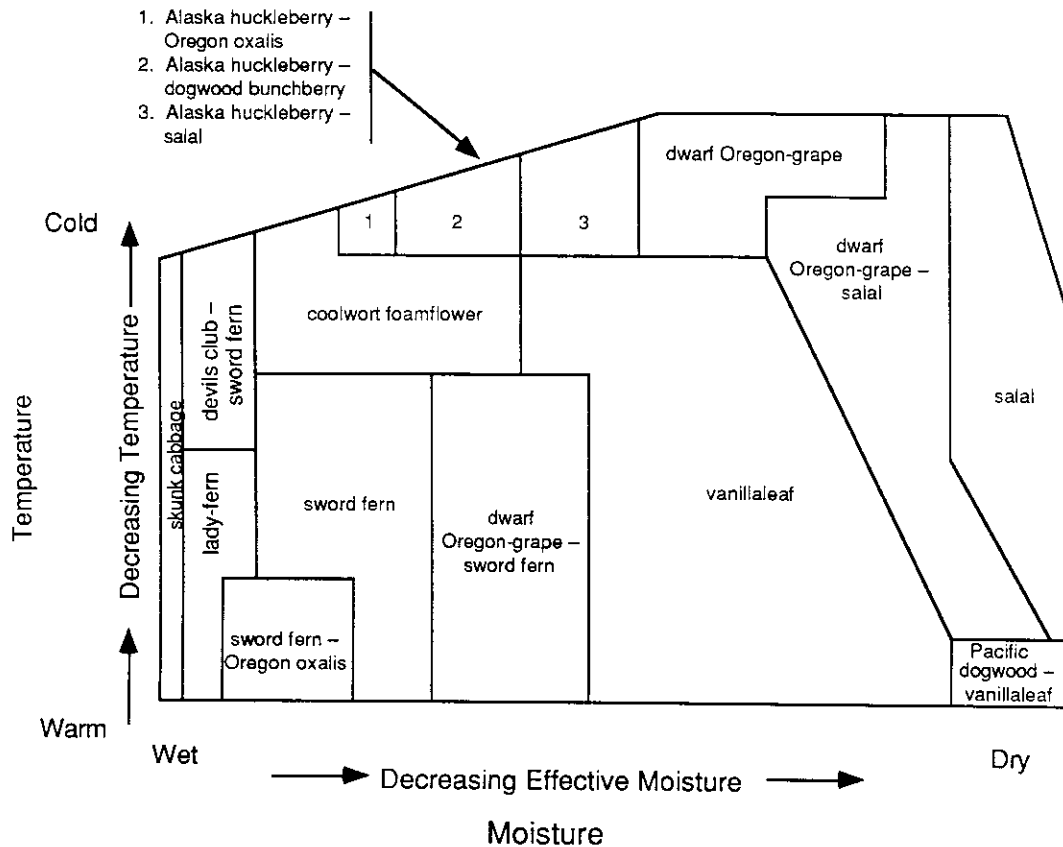 1. Alaska huckleberry –
Oregon oxalis
2. Alaska huckleberry –
dogwood bunchberry
3. Alaska huckleberry –
salal
dwarf Oregon-grape
Cold
1
2
3
dwarf
Oregon-grape –
salal
coolwort foamflower
devils club –
sword fern
salal
Temperature
Decreasing Temperature
skunk cabbage
lady-fern
sword fern
dwarf
Oregon-grape –
sword fern
vanillaleaf
sword fern –
Oregon oxalis
Pacific
dogwood –
vanillaleaf
Warm
Wet
Dry
Decreasing Effective Moisture
Moisture